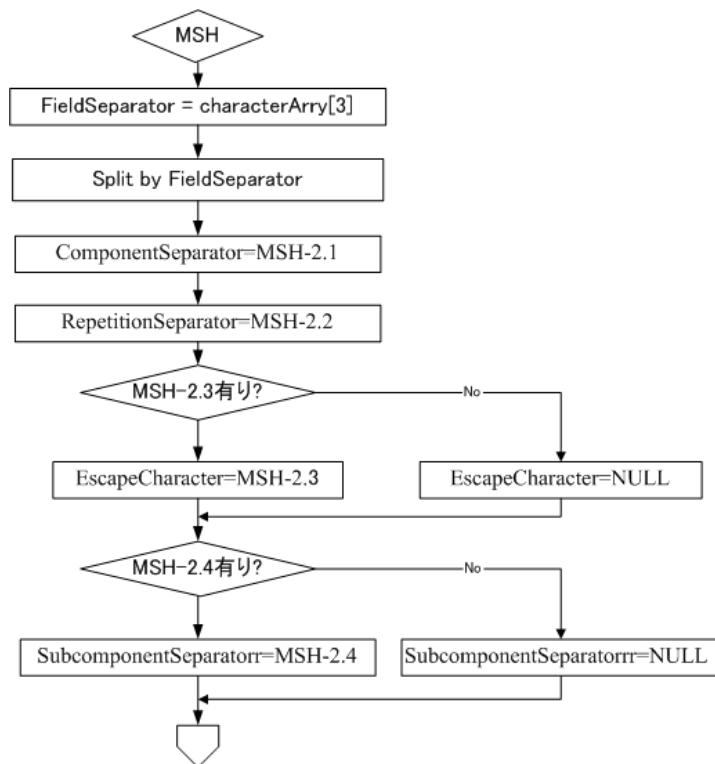 MSH
FieldSeparator = characterArry[3]
Split by FieldSeparator
ComponentSeparator=MSH-2.1
RepetitionSeparator=MSH-2.2
MSH-2.3有り?
No
EscapeCharacter=MSH-2.3
EscapeCharacter=NULL
MSH-2.4有り?
No
SubcomponentSeparatorr=MSH-2.4
SubcomponentSeparatorrr=NULL